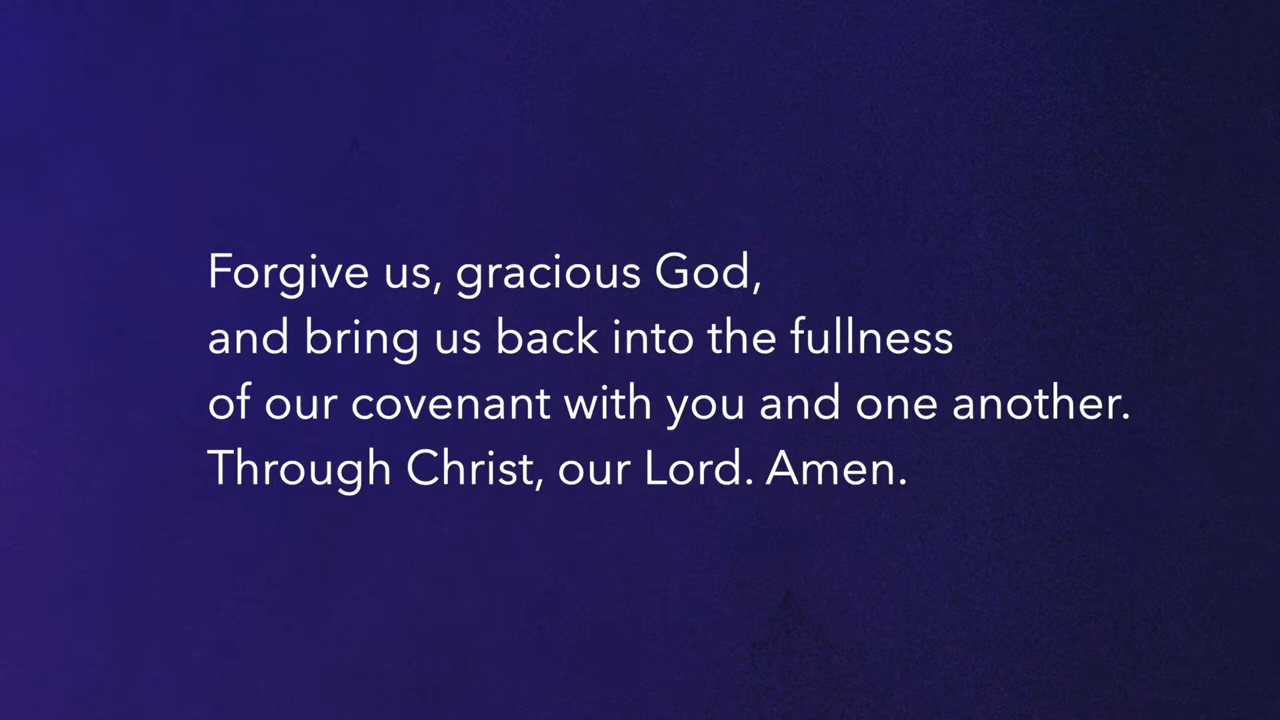 Forgive us, gracious God,
and bring us back into the fullness
of our covenant with you and one another.
Through Christ, our Lord. Amen.